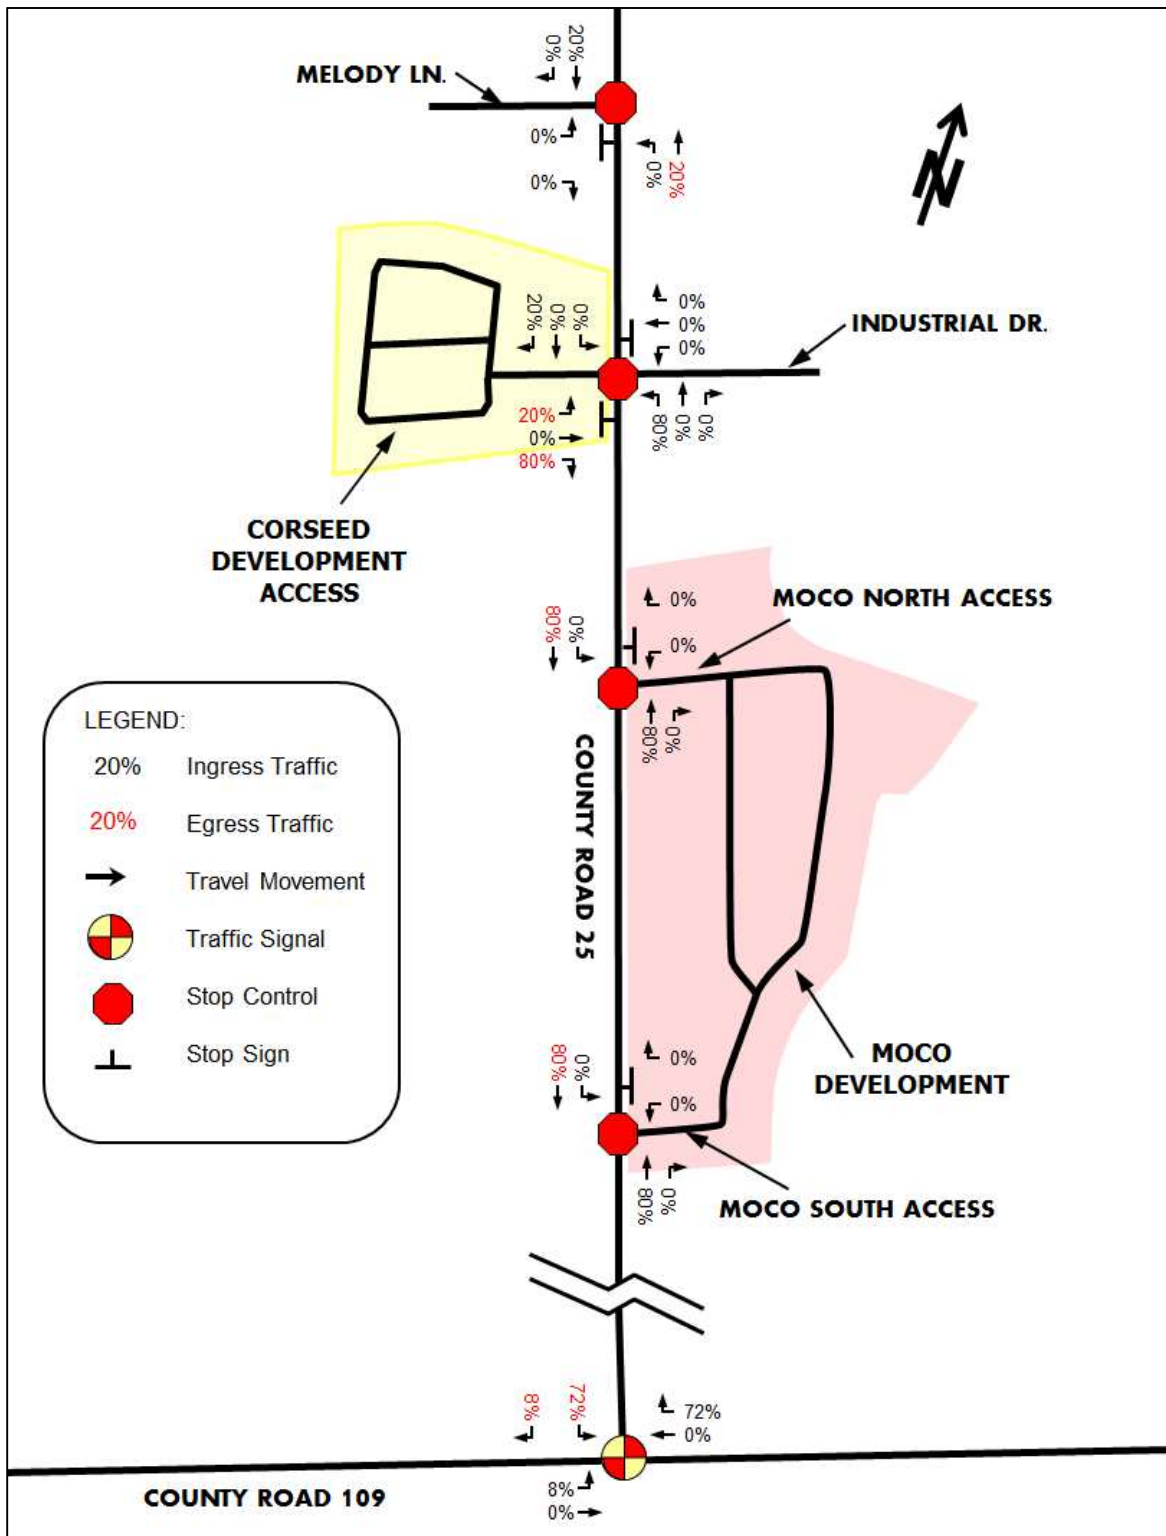 20%
0%
MELODY LN.
0%
0%
0%
20%
N
20%
0%
0%
0%
0%
0%
INDUSTRIAL DR.
20%
0%
80%
80%
0%
0%
CORSEED
DEVELOPMENT
ACCESS
80%
0%
0%
0%
MOCO NORTH ACCESS
80%
0%
COUNTY ROAD 25
LEGEND:
20% Ingress Traffic
20% Egress Traffic
Travel Movement
Traffic Signal
Stop Control
Stop Sign
80%
0%
0%
0%
MOCO
DEVELOPMENT
80%
0%
MOCO SOUTH ACCESS
8%
72%
72%
0%
8%
0%
COUNTY ROAD 109